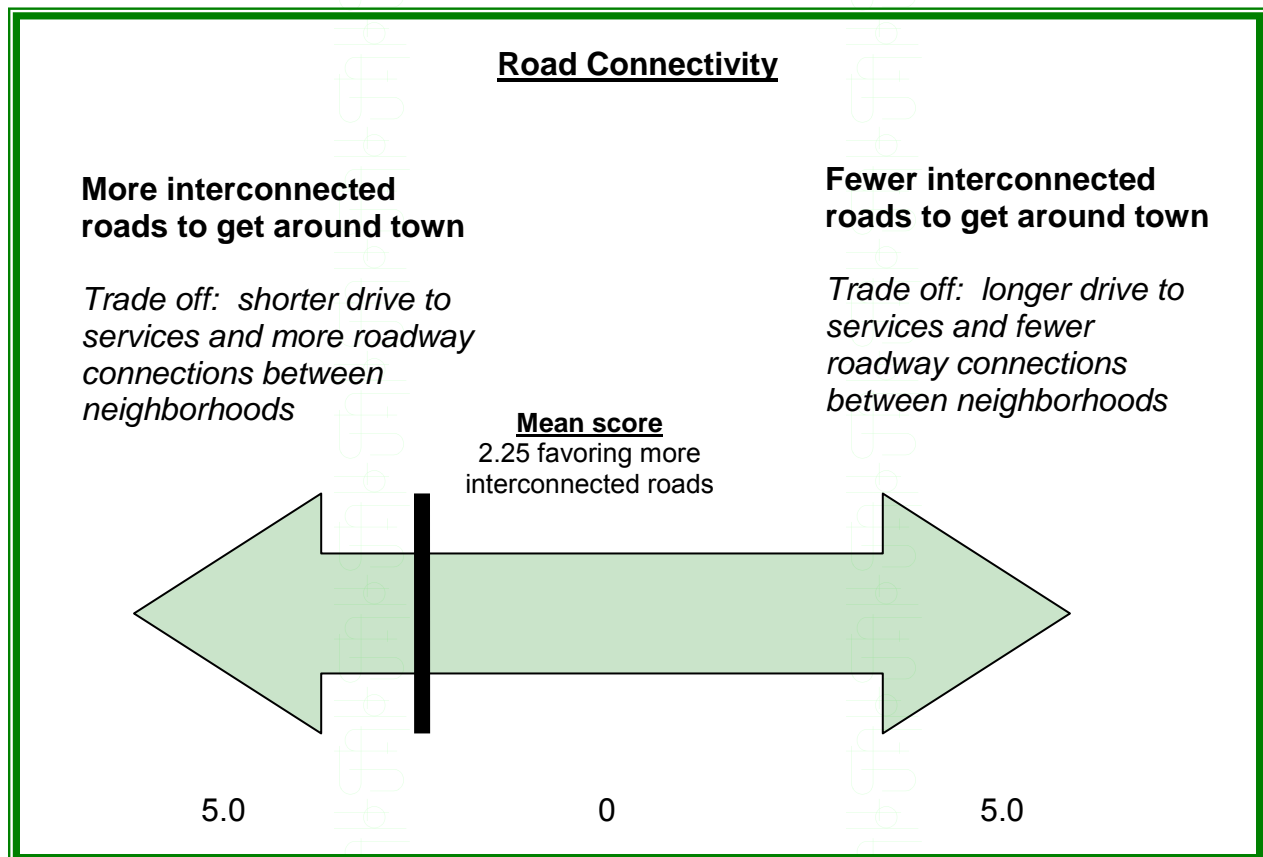 Road Connectivity
More interconnected
roads to get around town
Trade off:  shorter drive to
services and more roadway
connections between
neighborhoods
Fewer interconnected
roads to get around town
Trade off:  longer drive to
services and fewer
roadway connections
between neighborhoods
Mean score
2.25 favoring more
interconnected roads
5.0 0 5.0